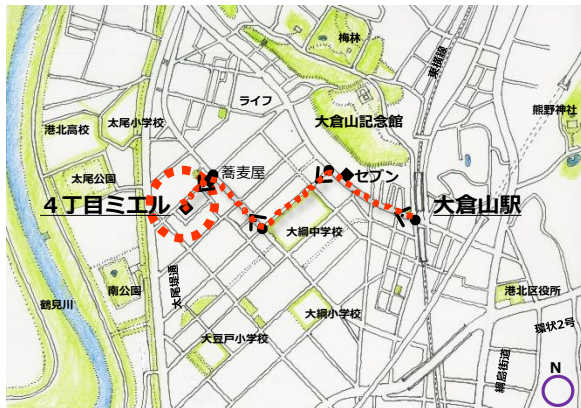 梅林
東横線
ライフ
熊野神社
太尾小学校
港北高校
大倉山記念館
蕎麦屋
セブン
太尾公園
４丁目ミエル
大倉山駅
大綱中学校
南公園
太尾堤通
港北区役所
鶴見川
大綱小学校
環状2号
大豆戸小学校
綱島街道
N